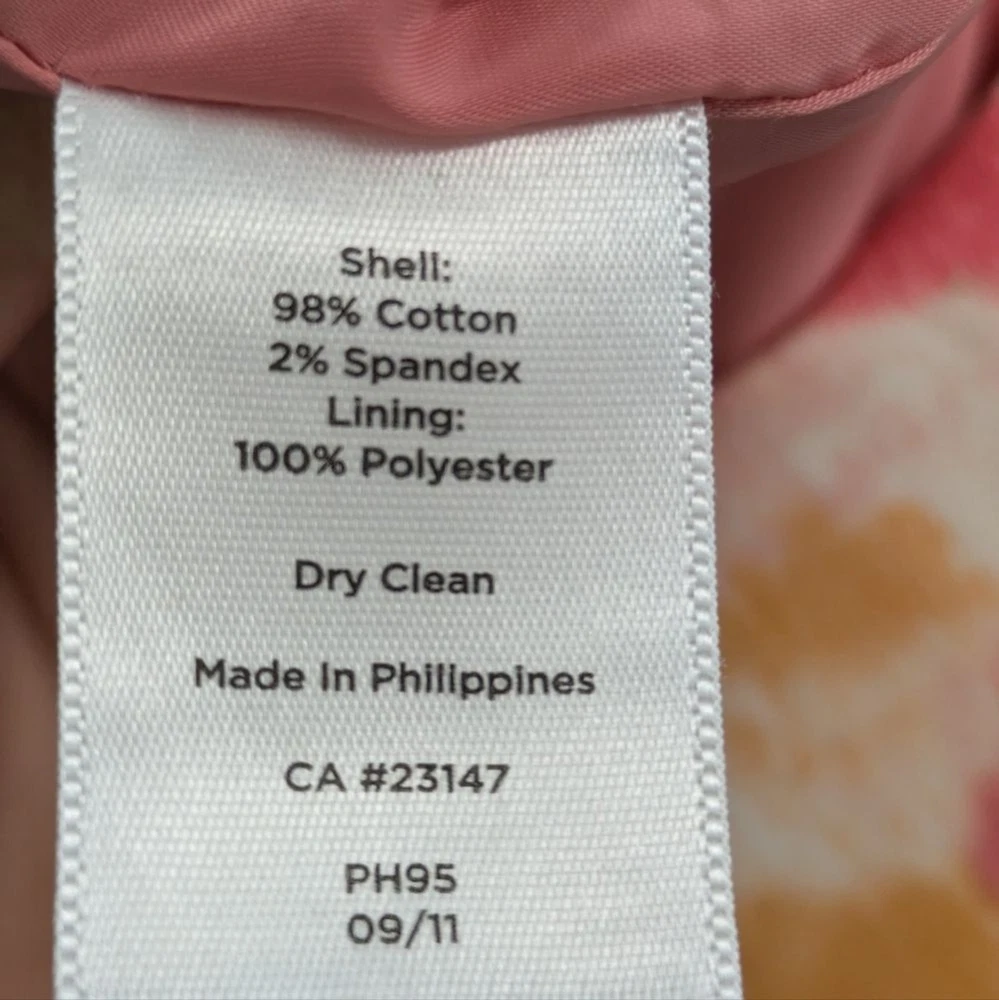 Shell:
98% Cotton
2% Spandex
Lining:
100% Polyester
Dry Clean
Made In Philippines
CA #23147
PH95
09/11